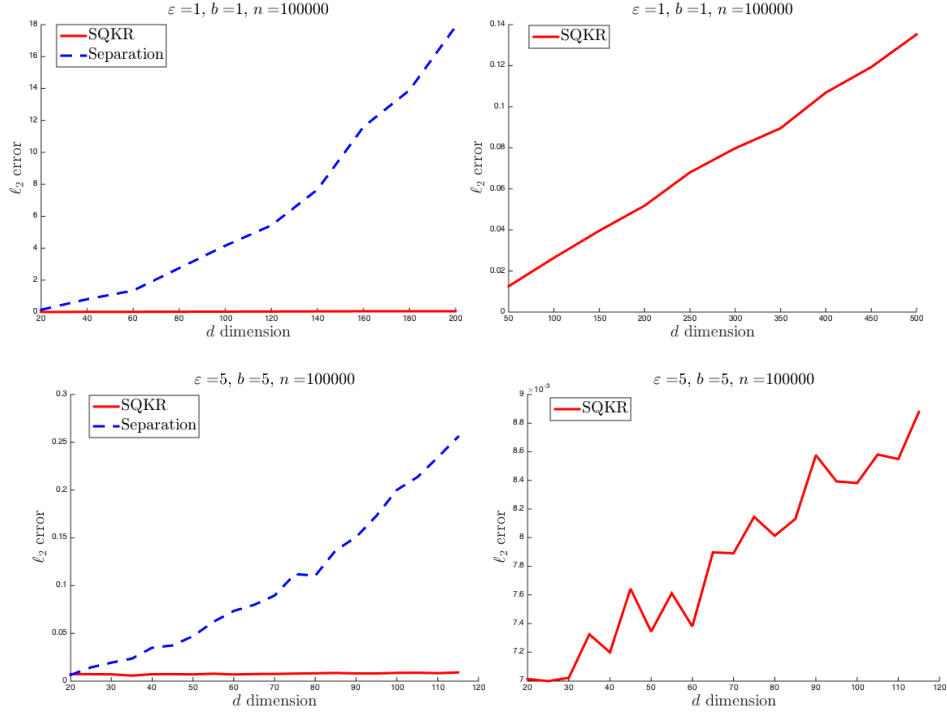 ε =1, b =1, n =100000
18
16
14
12
10
8
6
4
2
0
SQKR
Separation
ℓ₂ error
20 40 60 80 100 120 140 160 180 200
d dimension
ε =1, b =1, n =100000
0.14
0.12
0.1
0.08
0.06
0.04
0.02
0
SQKR
ℓ₂ error
50 100 150 200 250 300 350 400 450 500
d dimension
ε =5, b =5, n =100000
0.3
0.25
0.2
0.15
0.1
0.05
0
SQKR
Separation
ℓ₂ error
20 30 40 50 60 70 80 90 100 110 120
d dimension
ε =5, b =5, n =100000
×10⁻³
9
8.8
8.6
8.4
8.2
8
7.8
7.6
7.4
7.2
7
SQKR
ℓ₂ error
20 30 40 50 60 70 80 90 100 110 120
d dimension